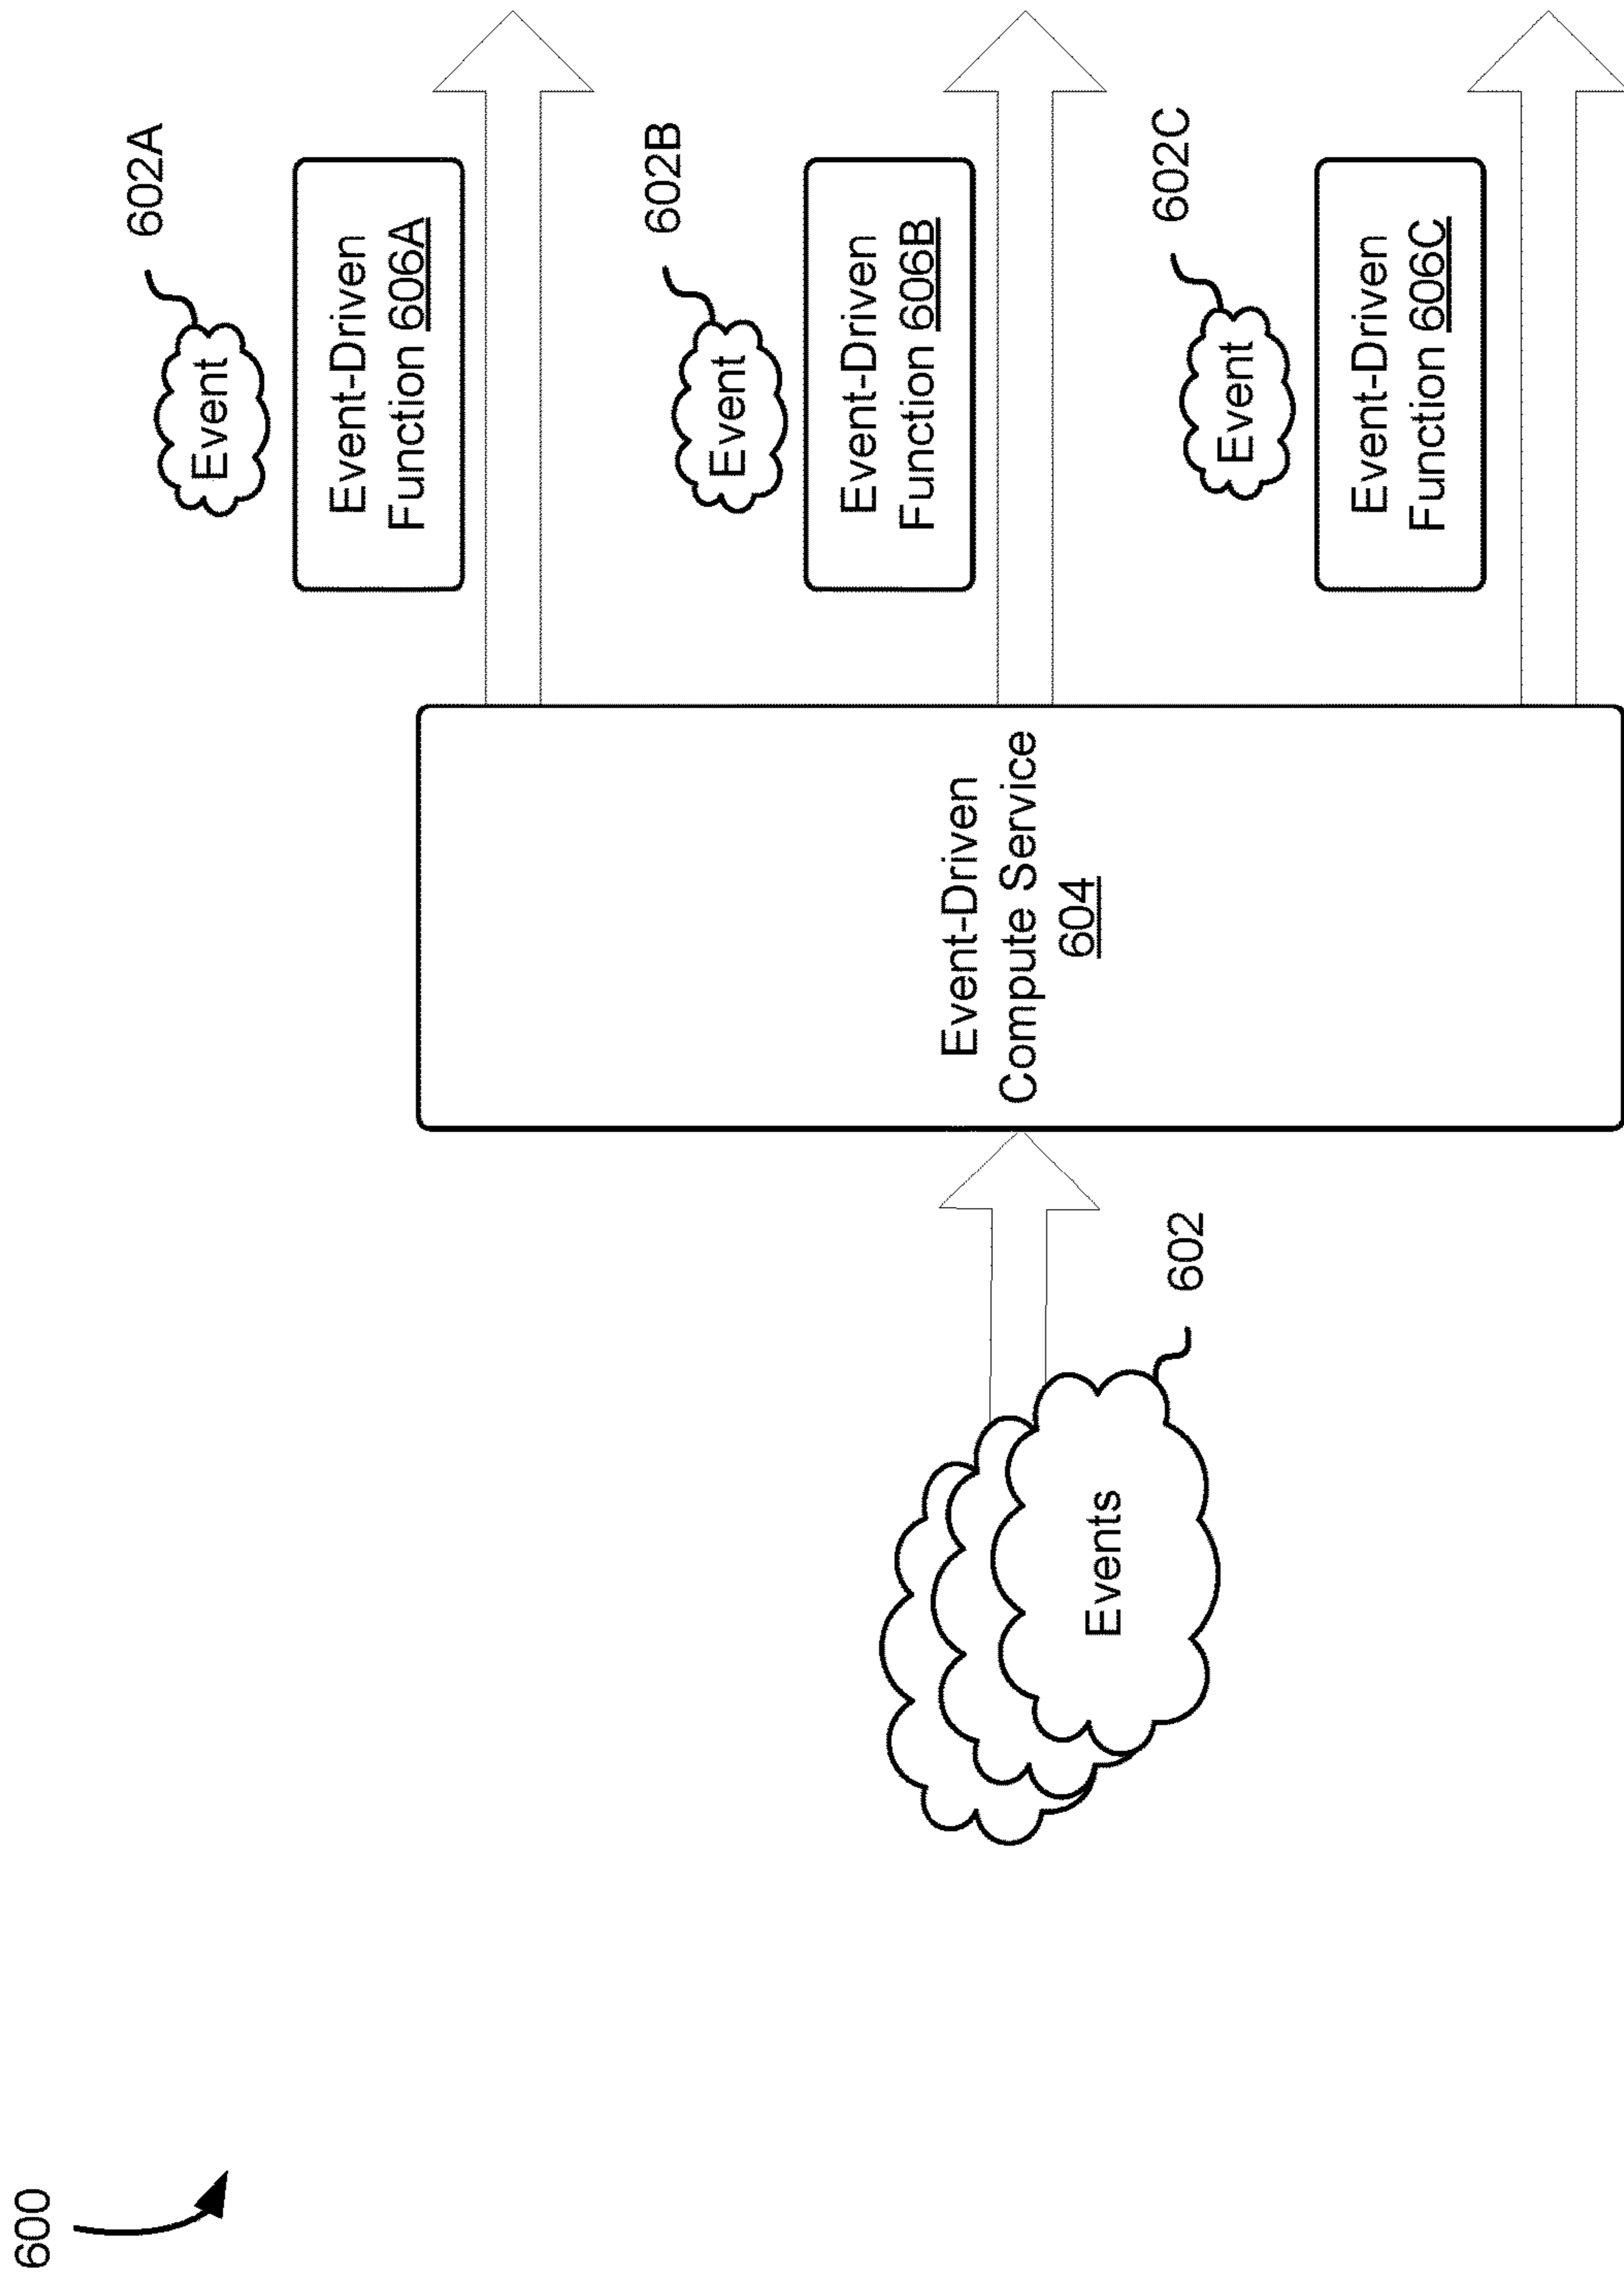 600
Events
602
Event-Driven
Compute Service
604
Event
602A
Event-Driven
Function 606A
Event
602B
Event-Driven
Function 606B
Event
602C
Event-Driven
Function 606C